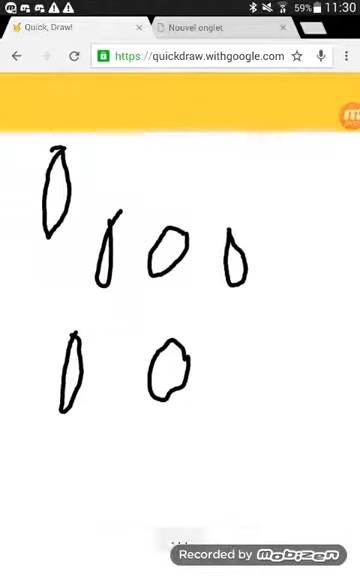 59% 11:30
Quick, Draw! × Nouvel onglet ×
https://quickdraw.withgoogle.com
Recorded by mobizen